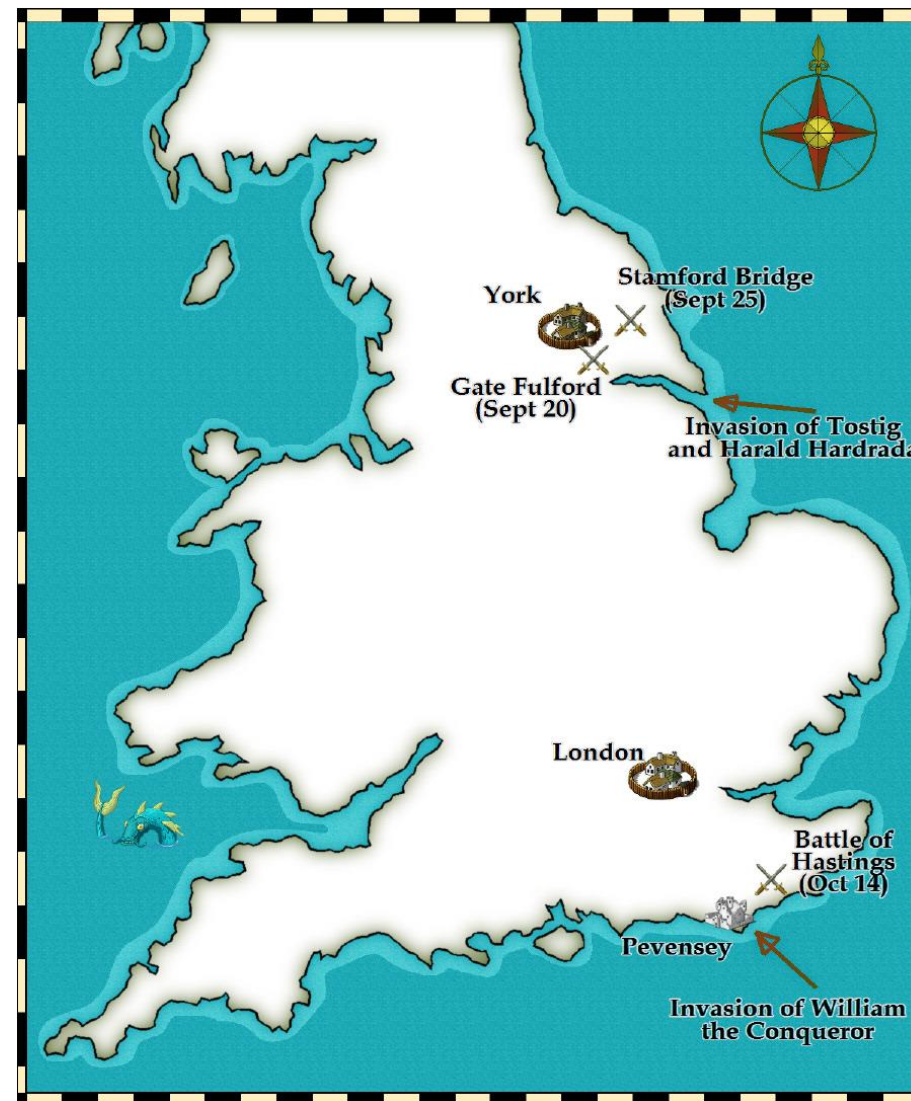 Stamford Bridge
(Sept 25)
York
Gate Fulford
(Sept 20)
Invasion of Tostig
and Harald Hardrada
London
Battle of
Hastings
(Oct 14)
Pevensey
Invasion of William
the Conqueror